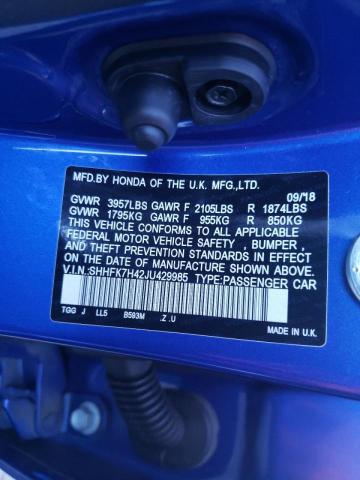 MFD.BY HONDA OF THE U.K. MFG.,LTD. 09/18
GVWR 3957LBS GAWR F 2105LBS R 1874LBS
GVWR 1795KG GAWR F 955KG R 850KG
THIS VEHICLE CONFORMS TO ALL APPLICABLE
FEDERAL MOTOR VEHICLE SAFETY , BUMPER ,
AND THEFT PREVENTION STANDARDS IN EFFECT
ON THE DATE OF MANUFACTURE SHOWN ABOVE.
V.I.N.:SHHFK7H42JU429985 TYPE:PASSENGER CAR
TGG J LL5 B593M .Z .U MADE IN U.K.